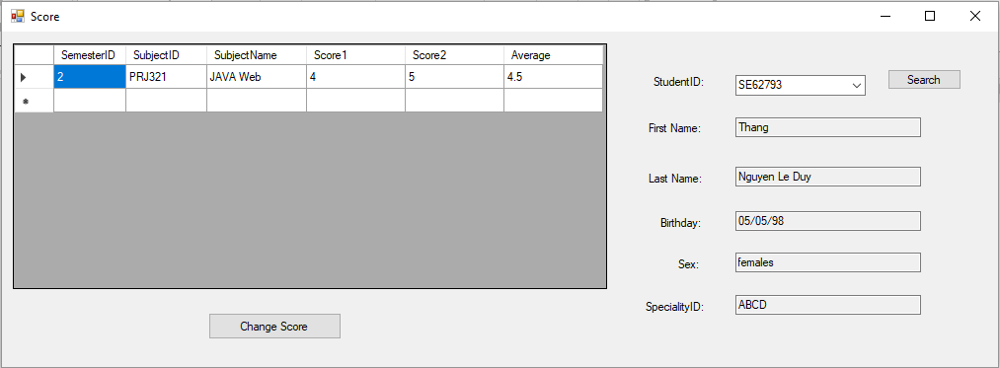 Score
SemesterID SubjectID SubjectName Score1 Score2 Average
2 PRJ321 JAVA Web 4 5 4.5
StudentID: SE62793 Search
First Name: Thang
Last Name: Nguyen Le Duy
Birthday: 05/05/98
Sex: females
SpecialityID: ABCD
Change Score